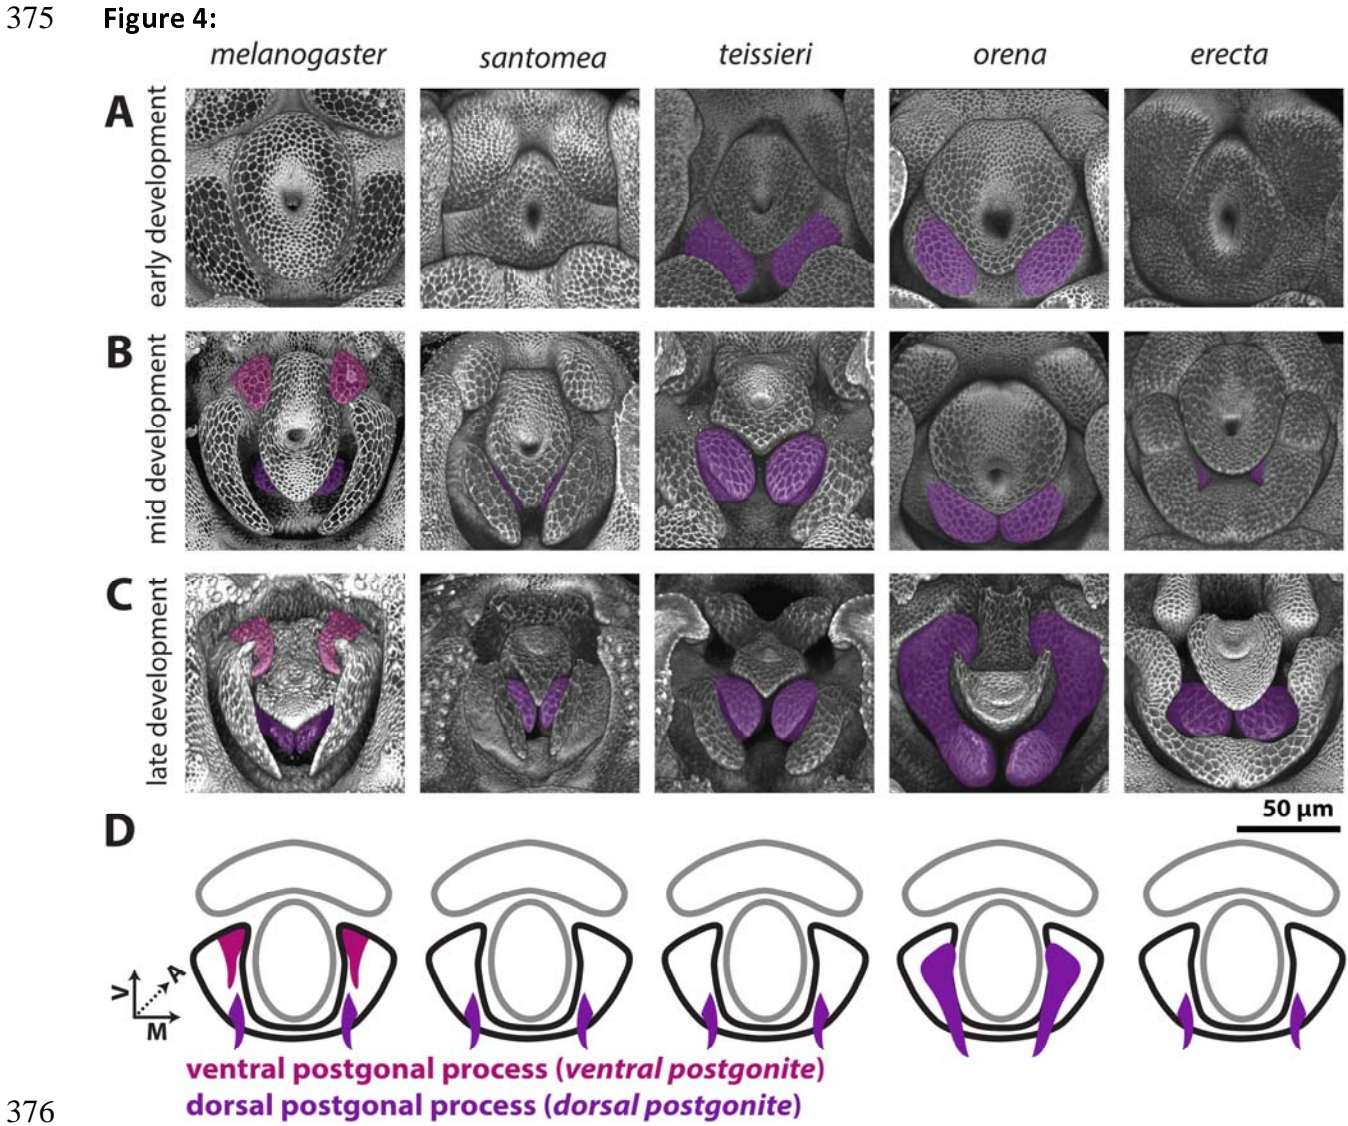 375 Figure 4:
melanogaster santomea teissieri orena erecta
A
early development
B
mid development
C
late development
50 µm
D
V A
M
ventral postgonal process (ventral postgonite)
dorsal postgonal process (dorsal postgonite)
376